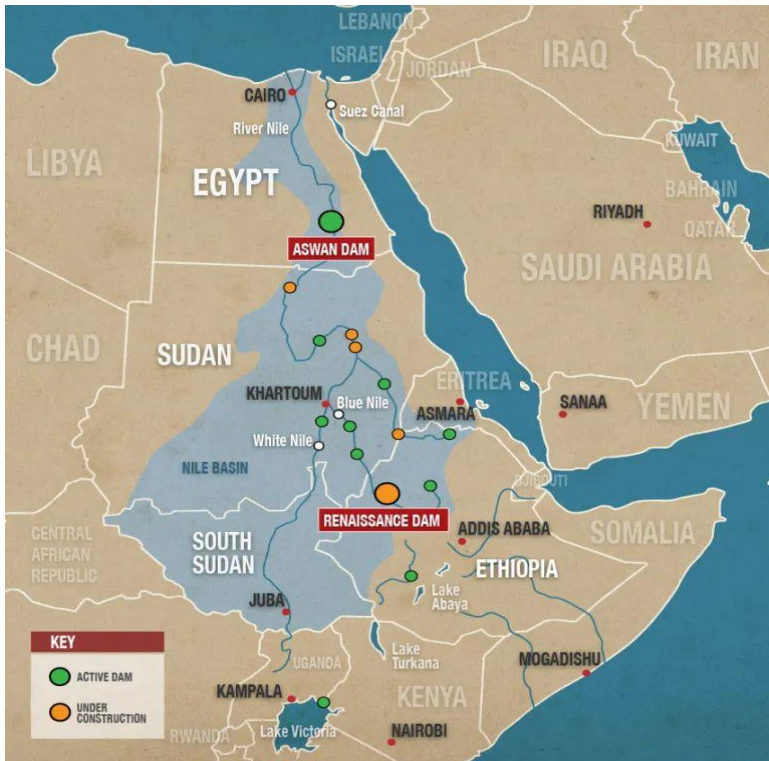 LEBANON
ISRAEL
IRAQ
IRAN
JORDAN
CAIRO
Suez Canal
River Nile
KUWAIT
LIBYA
EGYPT
BAHRAIN
RIYADH
QATAR
ASWAN DAM
SAUDI ARABIA
CHAD
SUDAN
ERITREA
KHARTOUM
Blue Nile
ASMARA
SANAA
YEMEN
White Nile
NILE BASIN
DJIBOUTI
RENAISSANCE DAM
CENTRAL
AFRICAN
REPUBLIC
SOUTH
SUDAN
ADDIS ABABA
SOMALIA
ETHIOPIA
Lake
Abaya
JUBA
KEY
ACTIVE DAM
UNDER
CONSTRUCTION
Lake
Turkana
UGANDA
MOGADISHU
KAMPALA
KENYA
Lake Victoria
RWANDA
NAIROBI